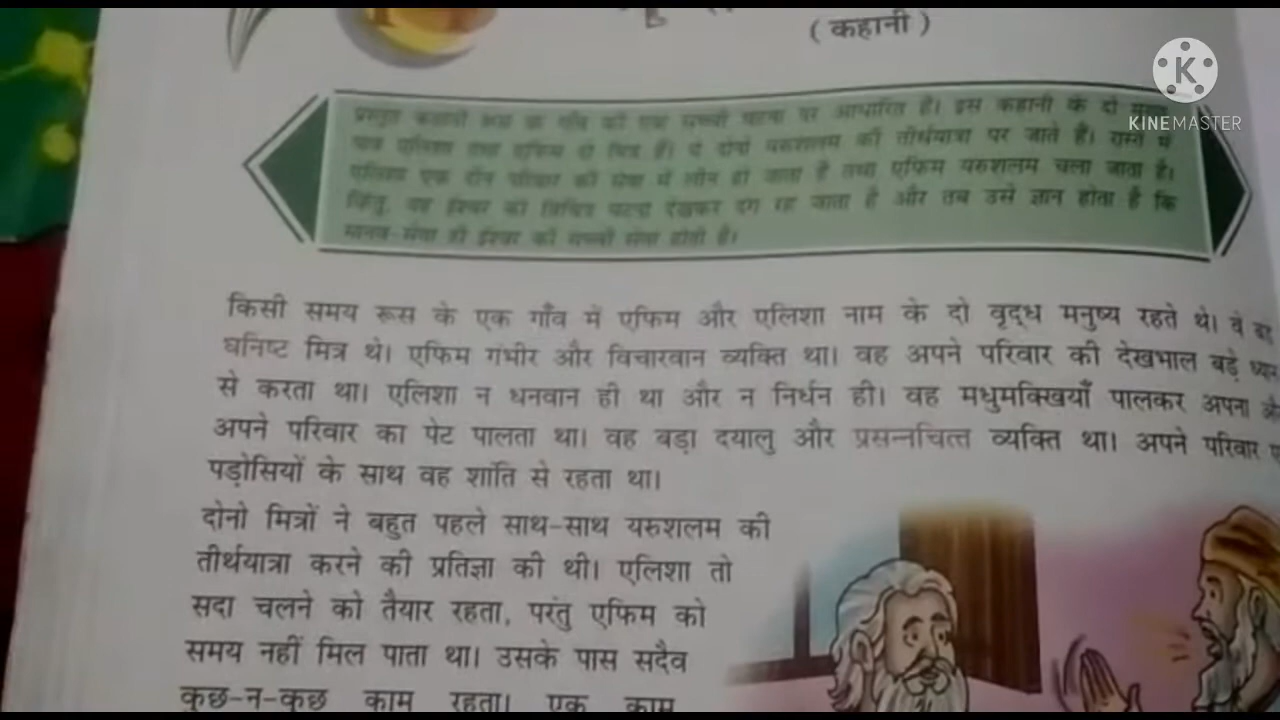 ( कहानी )
KINEMASTER
प्रस्तुत कहानी रूस के गाँव की एक सच्ची घटना पर आधारित है। इस कहानी के दो
पात्र एलिशा तथा एफिम दो मित्र हैं। ये दोनों यरुशलम की तीर्थयात्रा पर जाते हैं। रास्ते में
एलिशा एक दीन परिवार की सेवा में लीन हो जाता है तथा एफिम यरुशलम चला जाता है।
किंतु, वह ईश्वर की विचित्र घटना देखकर दंग रह जाता है और तब उसे ज्ञान होता है कि
मानव-सेवा ही ईश्वर की सच्ची सेवा होती है।
किसी समय रूस के एक गाँव में एफिम और एलिशा नाम के दो वृद्ध मनुष्य रहते थे। वे
घनिष्ट मित्र थे। एफिम गंभीर और विचारवान व्यक्ति था। वह अपने परिवार की देखभाल बड़े
से करता था। एलिशा न धनवान ही था और न निर्धन ही। वह मधुमक्खियाँ पालकर अपना
अपने परिवार का पेट पालता था। वह बड़ा दयालु और प्रसन्नचित्त व्यक्ति था। अपने परिवार
पड़ोसियों के साथ वह शांति से रहता था।
दोनो मित्रों ने बहुत पहले साथ-साथ यरुशलम की
तीर्थयात्रा करने की प्रतिज्ञा की थी। एलिशा तो
सदा चलने को तैयार रहता, परंतु एफिम को
समय नहीं मिल पाता था। उसके पास सदैव
कुछ-न-कुछ काम रहता। एक काम